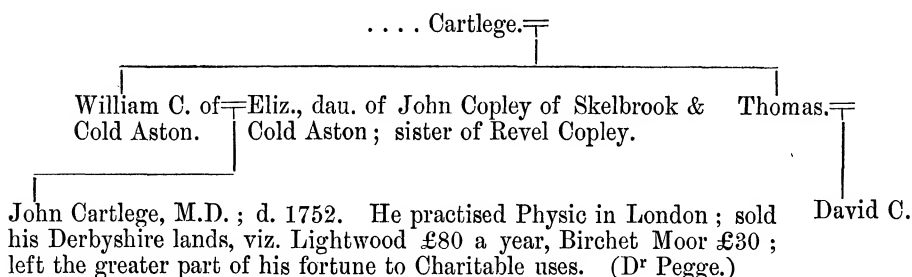 . . . . Cartlege.
William C. of Eliz., dau. of John Copley of Skelbrook & Thomas.
Cold Aston. Cold Aston ; sister of Revel Copley.
John Cartlege, M.D. ; d. 1752. He practised Physic in London ; sold David C.
his Derbyshire lands, viz. Lightwood £80 a year, Birchet Moor £30 ;
left the greater part of his fortune to Charitable uses. (Dr Pegge.)